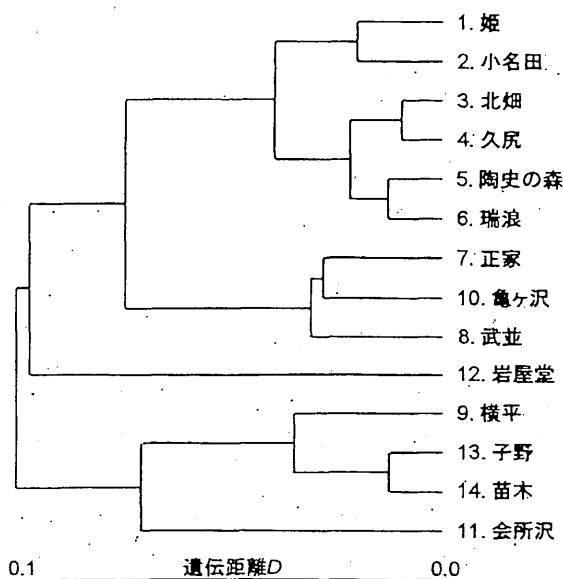 1. 姫
2. 小名田
3. 北畑
4. 久尻
5. 陶史の森
6. 瑞浪
7. 正家
10. 亀ヶ沢
8. 武並
12. 岩屋堂
9. 横平
13. 子野
14. 苗木
11. 会所沢
0.1 遺伝距離D 0.0